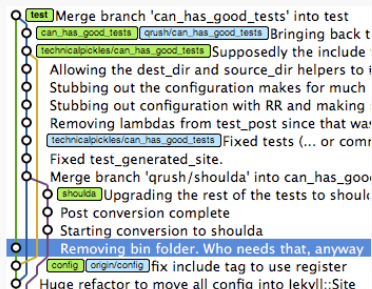 test Merge branch 'can_has_good_tests' into test
can_has_good_tests qrush/can_has_good_tests Bringing back t
technicalpickles/can_has_good_tests Supposedly the include
Allowing the dest_dir and source_dir helpers to
Stubbing out the configuration makes for much
Stubbing out configuration with RR and making
Removing lambdas from test_post since that was
technicalpickles/can_has_good_tests Fixed tests (... or comm
Fixed test_generated_site.
Merge branch 'qrush/shoulda' into can_has_goo
shoulda Upgrading the rest of the tests to should
Post conversion complete
Starting conversion to shoulda
Removing bin folder. Who needs that, anyway
config origin/config fix include tag to use register
Huge refactor to move all config into Jekyll::Site